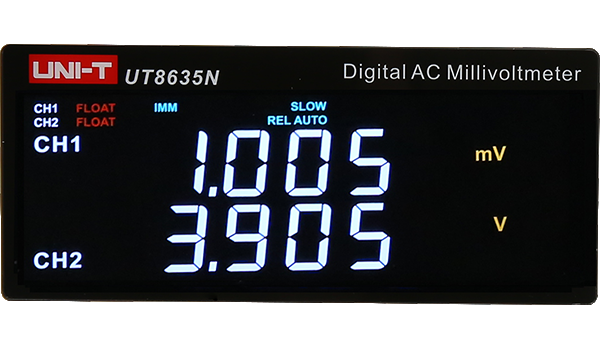 UNI-T UT8635N Digital AC Millivoltmeter
CH1 FLOAT IMM SLOW
CH2 FLOAT REL AUTO
CH1 1.005 mV
3.905 V
CH2